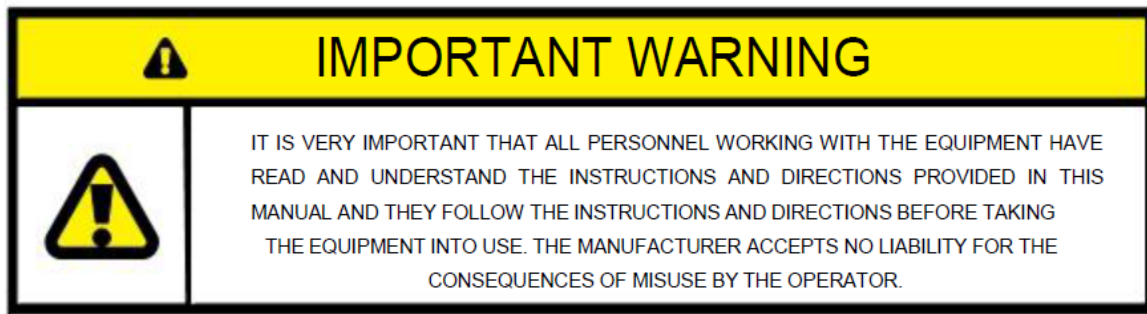 IMPORTANT WARNING
IT IS VERY IMPORTANT THAT ALL PERSONNEL WORKING WITH THE EQUIPMENT HAVE
READ AND UNDERSTAND THE INSTRUCTIONS AND DIRECTIONS PROVIDED IN THIS
MANUAL AND THEY FOLLOW THE INSTRUCTIONS AND DIRECTIONS BEFORE TAKING
THE EQUIPMENT INTO USE. THE MANUFACTURER ACCEPTS NO LIABILITY FOR THE
CONSEQUENCES OF MISUSE BY THE OPERATOR.